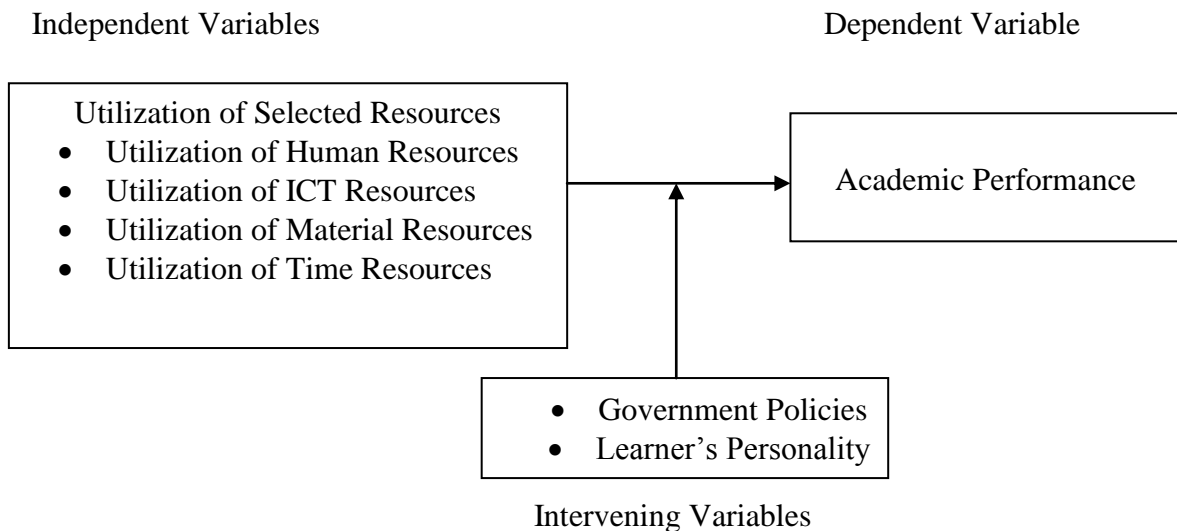 Independent Variables
Dependent Variable
Utilization of Selected Resources
• Utilization of Human Resources
• Utilization of ICT Resources
• Utilization of Material Resources
• Utilization of Time Resources
Academic Performance
• Government Policies
• Learner’s Personality
Intervening Variables